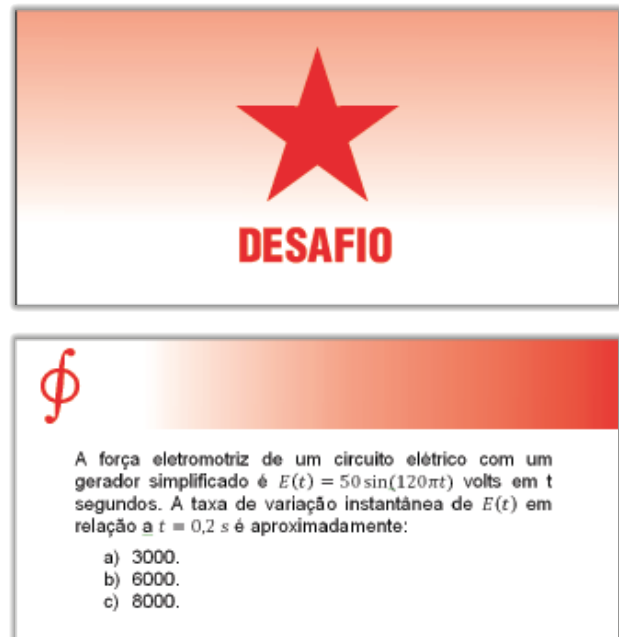 DESAFIO
∮
A força eletromotriz de um circuito elétrico com um
gerador simplificado é E(t) = 50 sin(120πt) volts em t
segundos. A taxa de variação instantânea de E(t) em
relação a t = 0,2 s é aproximadamente:
a) 3000.
b) 6000.
c) 8000.